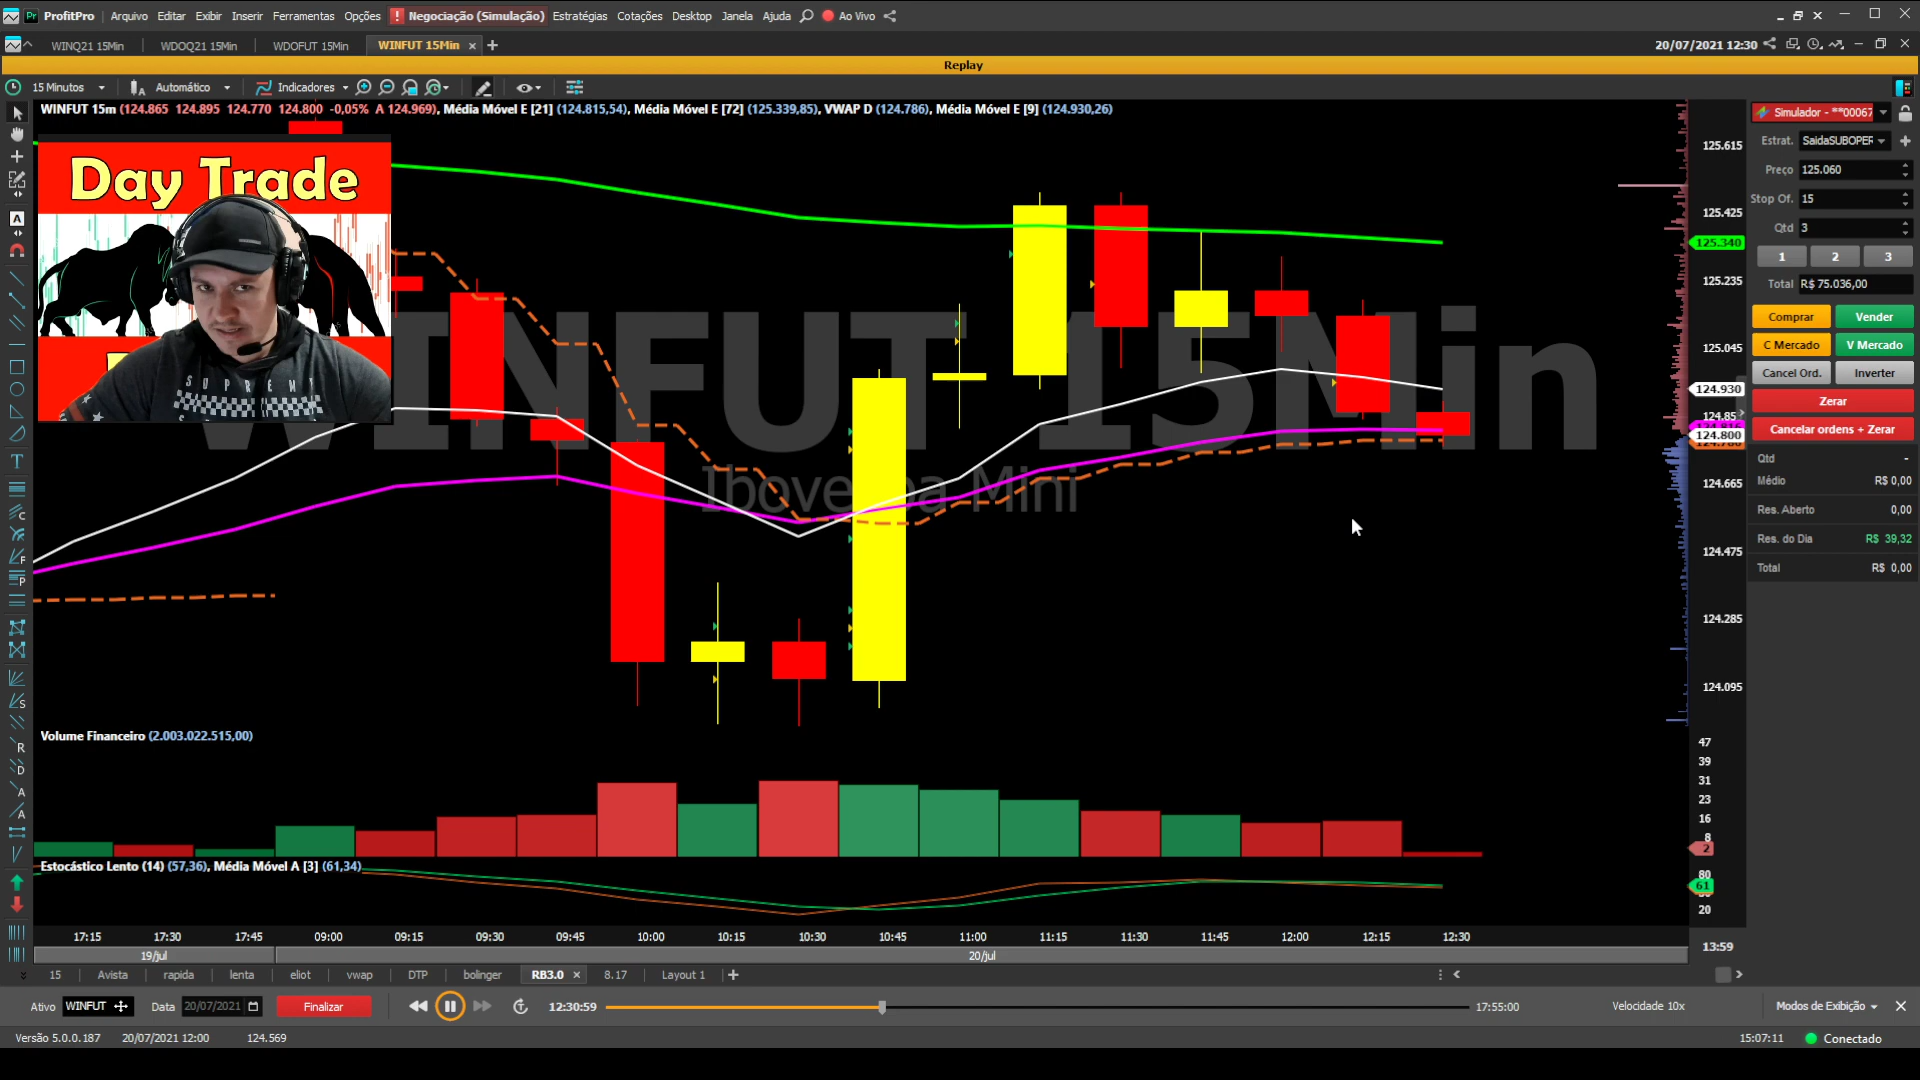 ProfitPro Arquivo Editar Exibir Inserir Ferramentas Opções ! Negociação (Simulação) Estratégias Cotações Desktop Janela Ajuda Ao Vivo
WINQ21 15Min WDOQ21 15Min WDOFUT 15Min WINFUT 15Min 20/07/2021 12:30
Replay
15 Minutos Automático Indicadores
WINFUT 15m (124.865 124.895 124.770 124.800 -0,05% A 124.969), Média Móvel E [21] (124.815,54), Média Móvel E [72] (125.339,85), VWAP D (124.786), Média Móvel E [9] (124.930,26)
Day Trade
SUPREME
WINFUT 15Min
Ibovespa Mini
125.615
125.425
125.340
125.235
125.045
124.930
124.800
124.665
124.475
124.285
124.095
Simulador - **00067
Estrat. SaidaSUBOPER
Preço 125.060
Stop Of. 15
Qtd 3
1 2 3
Total R$ 75.036,00
Comprar Vender
C Mercado V Mercado
Cancel Ord. Inverter
Zerar
Cancelar ordens + Zerar
Qtd -
Médio R$ 0,00
Res. Aberto 0,00
Res. do Dia R$ 39,32
Total R$ 0,00
Volume Financeiro (2.003.022.515,00)
47
39
31
23
16
8
2
Estocástico Lento (14) (57,36), Média Móvel A [3] (61,34)
80
61
20
17:15 17:30 17:45 09:00 09:15 09:30 09:45 10:00 10:15 10:30 10:45 11:00 11:15 11:30 11:45 12:00 12:15 12:30 13:59
19/jul 20/jul
15 Avista rapida lenta eliot vwap DTP bolinger RB3.0 8.17 Layout 1
Ativo WINFUT Data 20/07/2021 Finalizar 12:30:59 17:55:00 Velocidade 10x Modos de Exibição
Versão 5.0.0.187 20/07/2021 12:00 124.569 15:07:11 Conectado